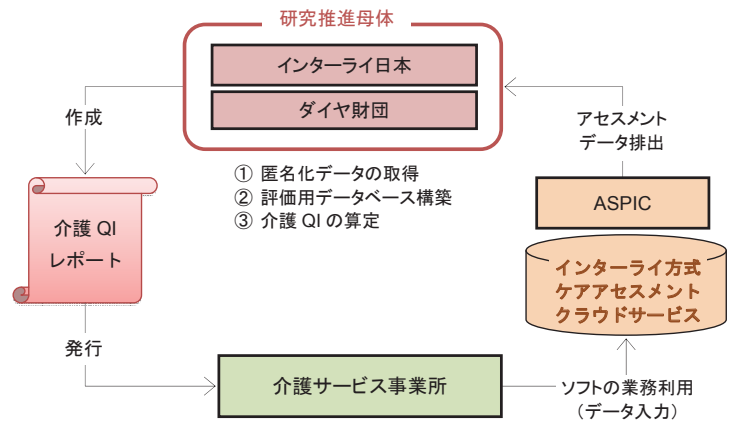 研究推進母体
インターライ日本
ダイヤ財団
作成
アセスメント
データ排出
① 匿名化データの取得
② 評価用データベース構築
③ 介護 QI の算定
ASPIC
介護 QI
レポート
インターライ方式
ケアアセスメント
クラウドサービス
発行
介護サービス事業所
ソフトの業務利用
（データ入力）